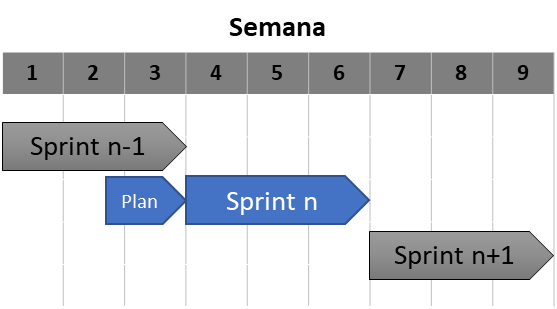 Semana
1 2 3 4 5 6 7 8 9
Sprint n-1
Plan Sprint n
Sprint n+1